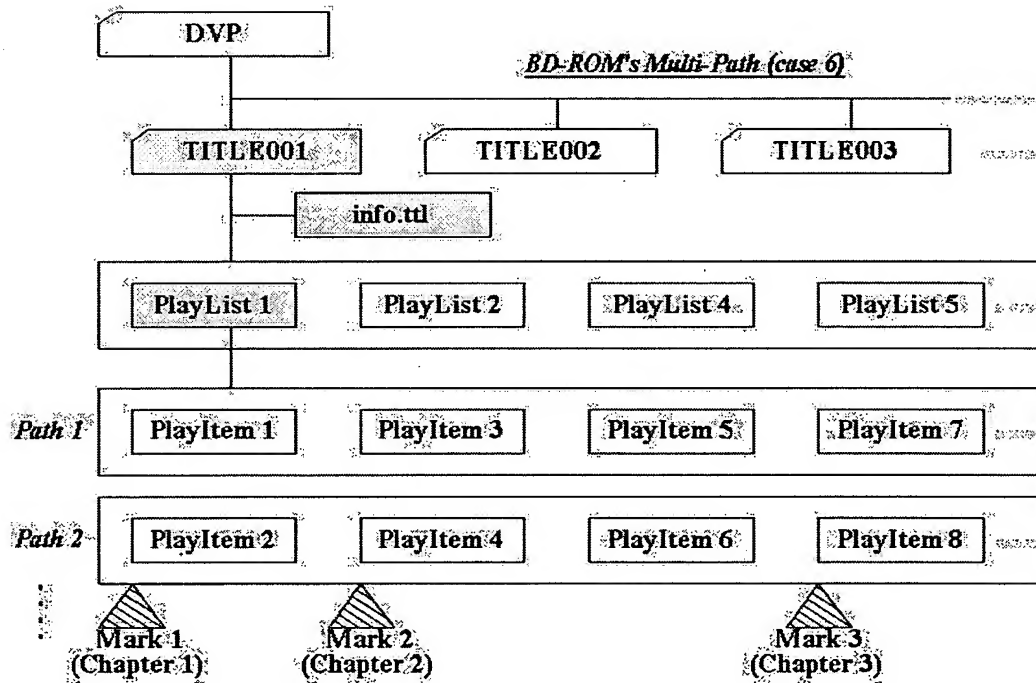 DVP
BD-ROM's Multi-Path (case 6)
TITLE001
TITLE002
TITLE003
info.ttl
PlayList 1
PlayList 2
PlayList 4
PlayList 5
Path 1
PlayItem 1
PlayItem 3
PlayItem 5
PlayItem 7
Path 2
PlayItem 2
PlayItem 4
PlayItem 6
PlayItem 8
Mark 1
(Chapter 1)
Mark 2
(Chapter 2)
Mark 3
(Chapter 3)